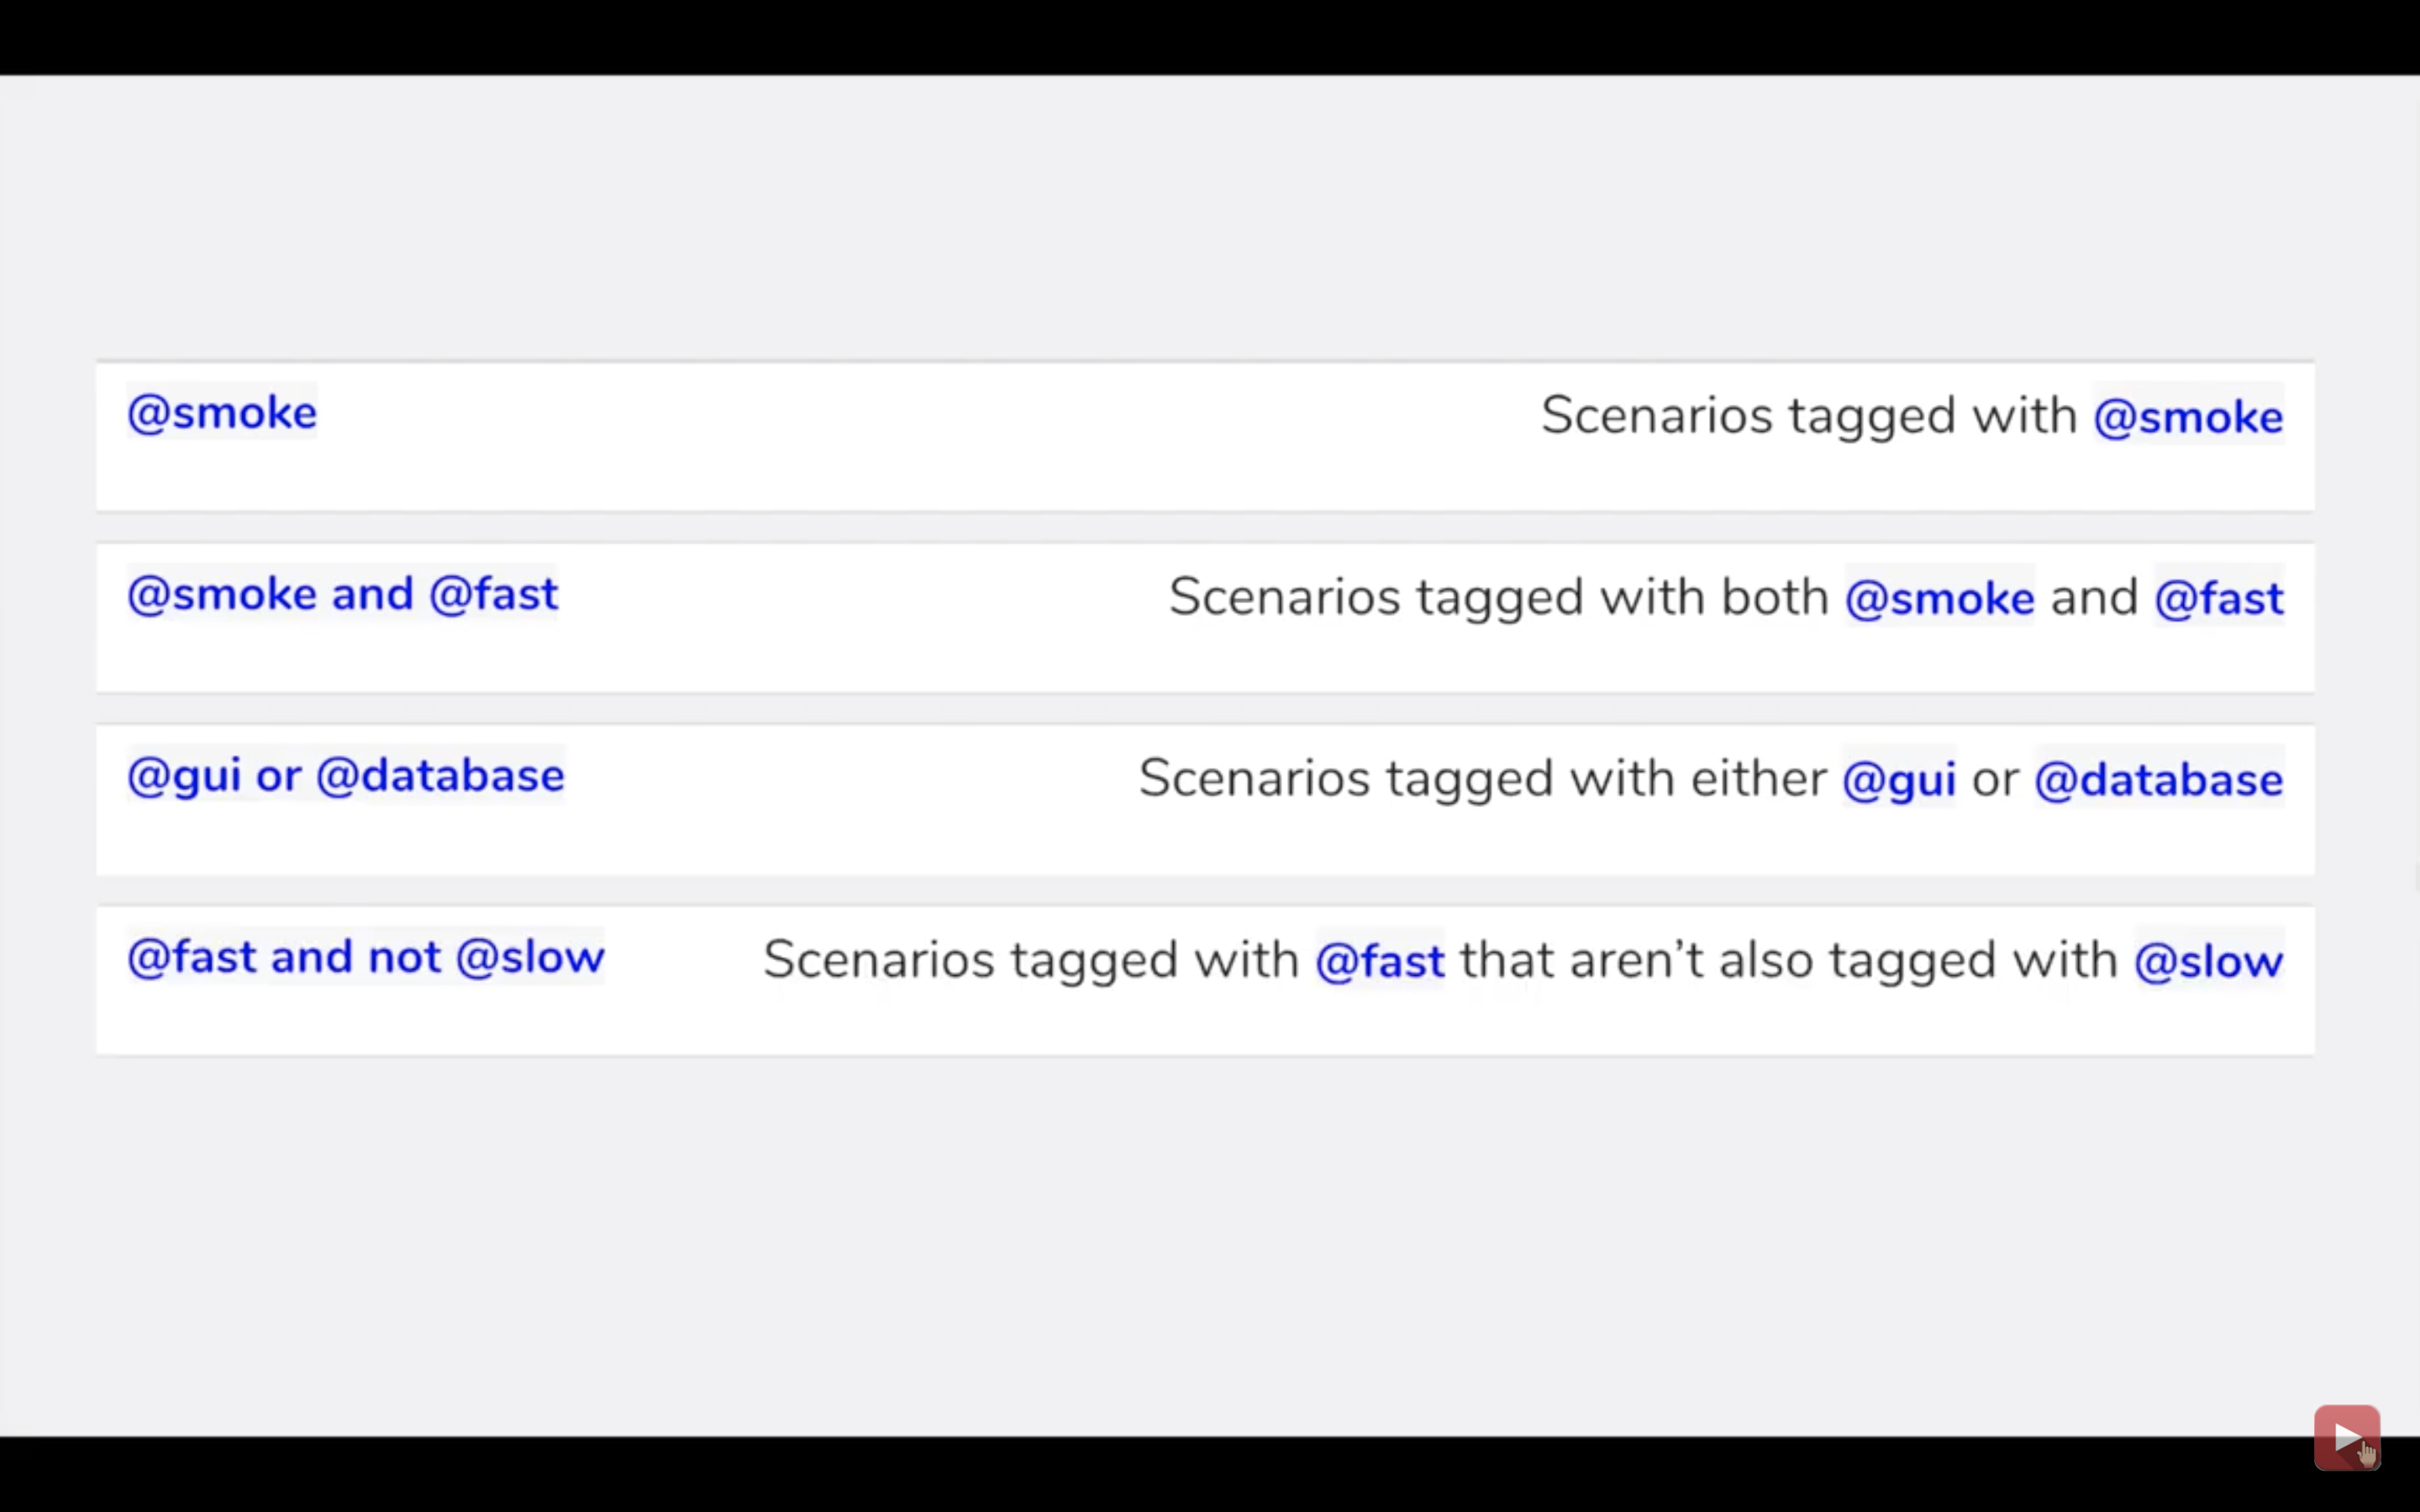 @smoke
Scenarios tagged with @smoke
@smoke and @fast
Scenarios tagged with both @smoke and @fast
@gui or @database
Scenarios tagged with either @gui or @database
@fast and not @slow
Scenarios tagged with @fast that aren’t also tagged with @slow